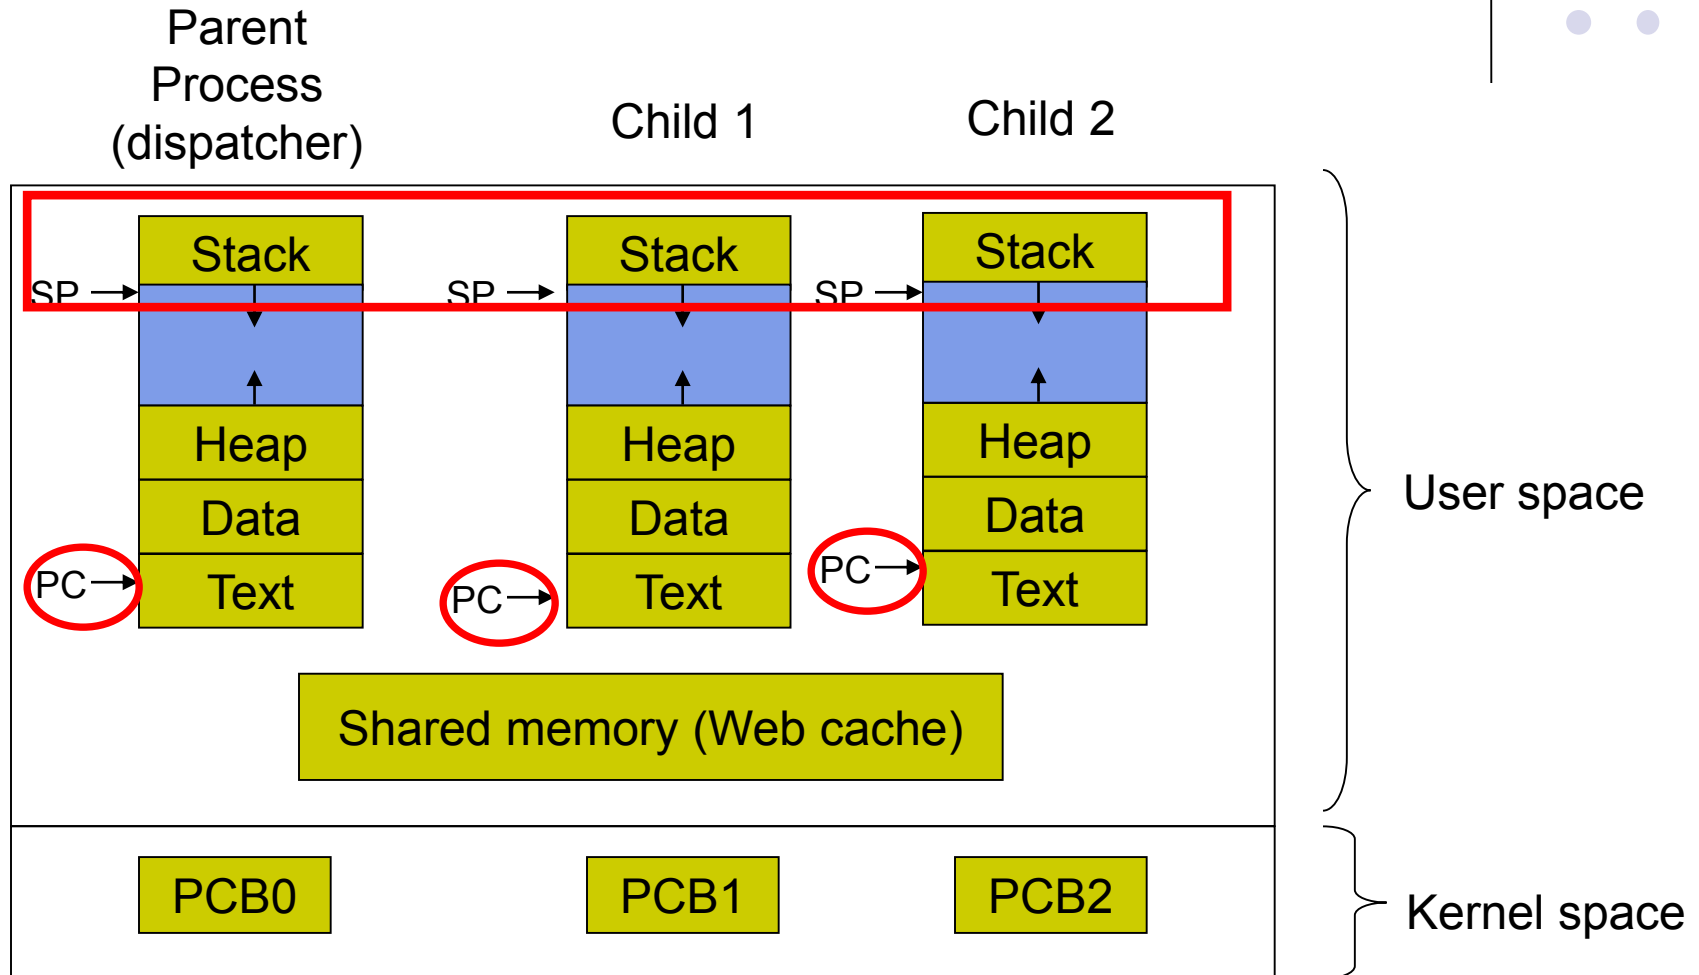 Parent
Process
(dispatcher)
Child 1
Child 2
Stack
Stack
Stack
SP
SP
SP
Heap
Heap
Heap
Data
Data
Data
User space
PC
Text
PC
Text
PC
Text
Shared memory (Web cache)
PCB0
PCB1
PCB2
Kernel space